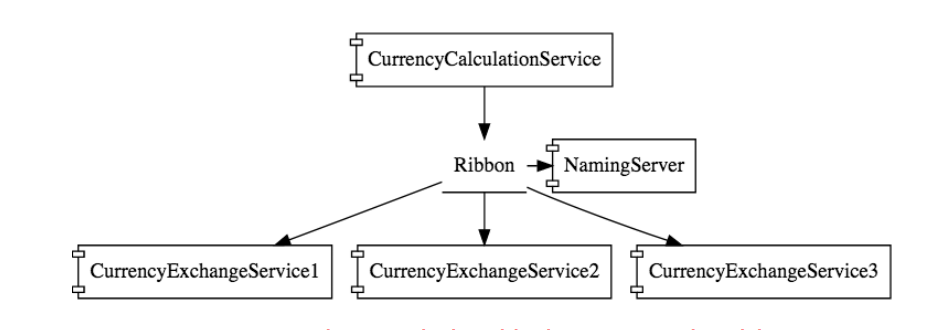 CurrencyCalculationService
Ribbon
NamingServer
CurrencyExchangeService1
CurrencyExchangeService2
CurrencyExchangeService3